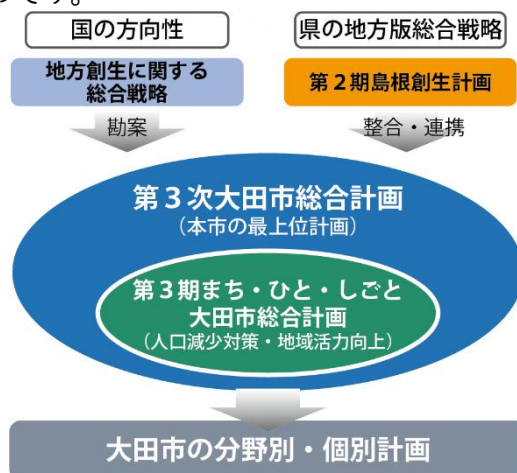 です。
国の方向性
県の地方版総合戦略
地方創生に関する
総合戦略
第2期島根創生計画
勘案
整合・連携
第3次大田市総合計画
（本市の最上位計画）
第3期まち・ひと・しごと
大田市総合計画
（人口減少対策・地域活力向上）
大田市の分野別・個別計画